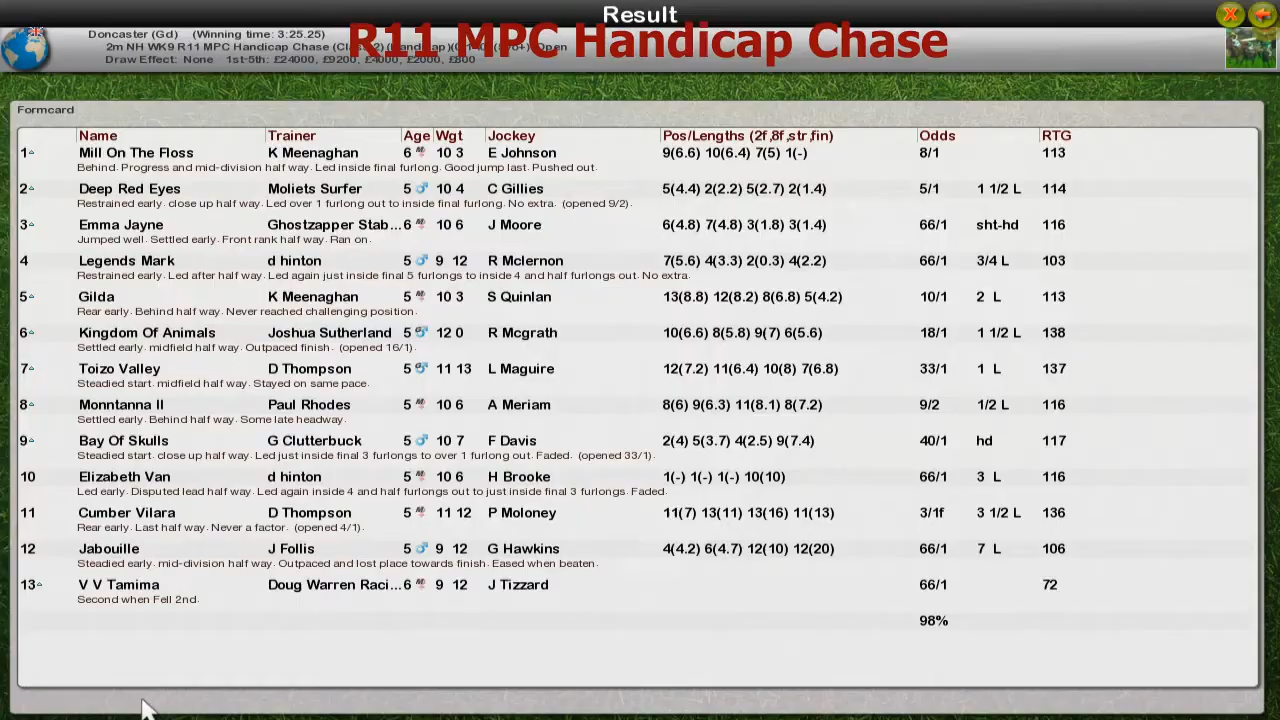 Result
R11 MPC Handicap Chase
Doncaster (Gd) (Winning time: 3:25.25)
2m NH WK9 R11 MPC Handicap Chase Open
Draw Effect: None 1st-5th: £24000, £9200, £4000, £2000, £800
Formcard
Name Trainer Age Wgt Jockey Pos/Lengths (2f,8f,str,fin) Odds RTG
1 Mill On The Floss K Meenaghan 6 10 3 E Johnson 9(6.6) 10(6.4) 7(5) 1(-) 8/1 113
Behind. Progress and mid-division half way. Led inside final furlong. Good jump last. Pushed out.
2 Deep Red Eyes Moliets Surfer 5 10 4 C Gillies 5(4.4) 2(2.2) 5(2.7) 2(1.4) 5/1 1 1/2 L 114
Restrained early. close up half way. Led over 1 furlong out to inside final furlong. No extra. (opened 9/2).
3 Emma Jayne Ghostzapper Stab... 6 10 6 J Moore 6(4.8) 7(4.8) 3(1.8) 3(1.4) 66/1 sht-hd 116
Jumped well. Settled early. Front rank half way. Ran on.
4 Legends Mark d hinton 5 9 12 R Mclernon 7(5.6) 4(3.3) 2(0.3) 4(2.2) 66/1 3/4 L 103
Restrained early. Led after half way. Led again just inside final 5 furlongs to inside 4 and half furlongs out. No extra.
5 Gilda K Meenaghan 5 10 3 S Quinlan 13(8.8) 12(8.2) 8(6.8) 5(4.2) 10/1 2 L 113
Rear early. Behind half way. Never reached challenging position.
6 Kingdom Of Animals Joshua Sutherland 5 12 0 R Mcgrath 10(6.6) 8(5.8) 9(7) 6(5.6) 18/1 1 1/2 L 138
Settled early. midfield half way. Outpaced finish. (opened 16/1).
7 Toizo Valley D Thompson 5 11 13 L Maguire 12(7.2) 11(6.4) 10(8) 7(6.8) 33/1 1 L 137
Steadied start. midfield half way. Stayed on same pace.
8 Monntanna II Paul Rhodes 5 10 6 A Meriam 8(6) 9(6.3) 11(8.1) 8(7.2) 9/2 1/2 L 116
Settled early. Behind half way. Some late headway.
9 Bay Of Skulls G Clutterbuck 5 10 7 F Davis 2(4) 5(3.7) 4(2.5) 9(7.4) 40/1 hd 117
Steadied start. close up half way. Led just inside final 3 furlongs to over 1 furlong out. Faded. (opened 33/1).
10 Elizabeth Van d hinton 5 10 6 H Brooke 1(-) 1(-) 1(-) 10(10) 66/1 3 L 116
Led early. Disputed lead half way. Led again inside 4 and half furlongs out to just inside final 3 furlongs. Faded.
11 Cumber Vilara D Thompson 5 11 12 P Moloney 11(7) 13(11) 13(16) 11(13) 3/1f 3 1/2 L 136
Rear early. Last half way. Never a factor. (opened 4/1).
12 Jabouille J Follis 5 9 12 G Hawkins 4(4.2) 6(4.7) 12(10) 12(20) 66/1 7 L 106
Steadied early. mid-division half way. Outpaced and lost place towards finish. Eased when beaten.
13 V V Tamima Doug Warren Raci... 6 9 12 J Tizzard 66/1 72
Second when Fell 2nd.
98%